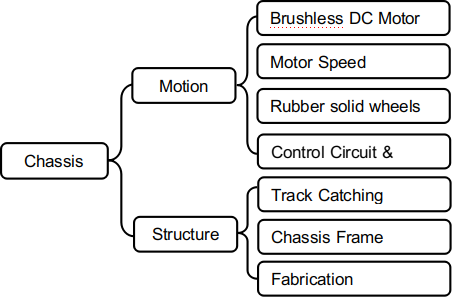 Brushless DC Motor
Motor Speed
Motion
Rubber solid wheels
Control Circuit &
Chassis
Track Catching
Structure
Chassis Frame
Fabrication